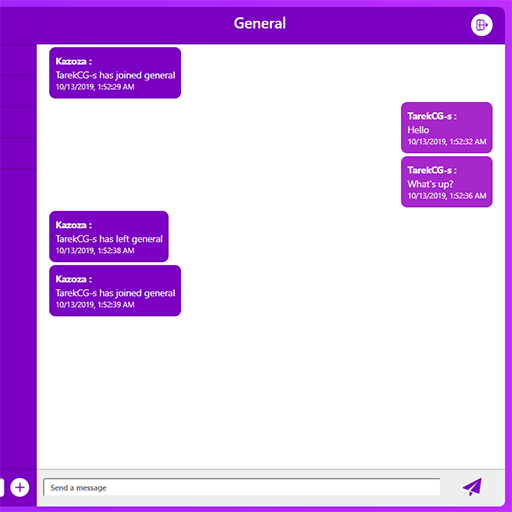 General
Kazoza :
TarekCG-s has joined general
10/13/2019, 1:52:29 AM
TarekCG-s :
Hello
10/13/2019, 1:52:32 AM
TarekCG-s :
What's up?
10/13/2019, 1:52:36 AM
Kazoza :
TarekCG-s has left general
10/13/2019, 1:52:38 AM
Kazoza :
TarekCG-s has joined general
10/13/2019, 1:52:39 AM
Send a message